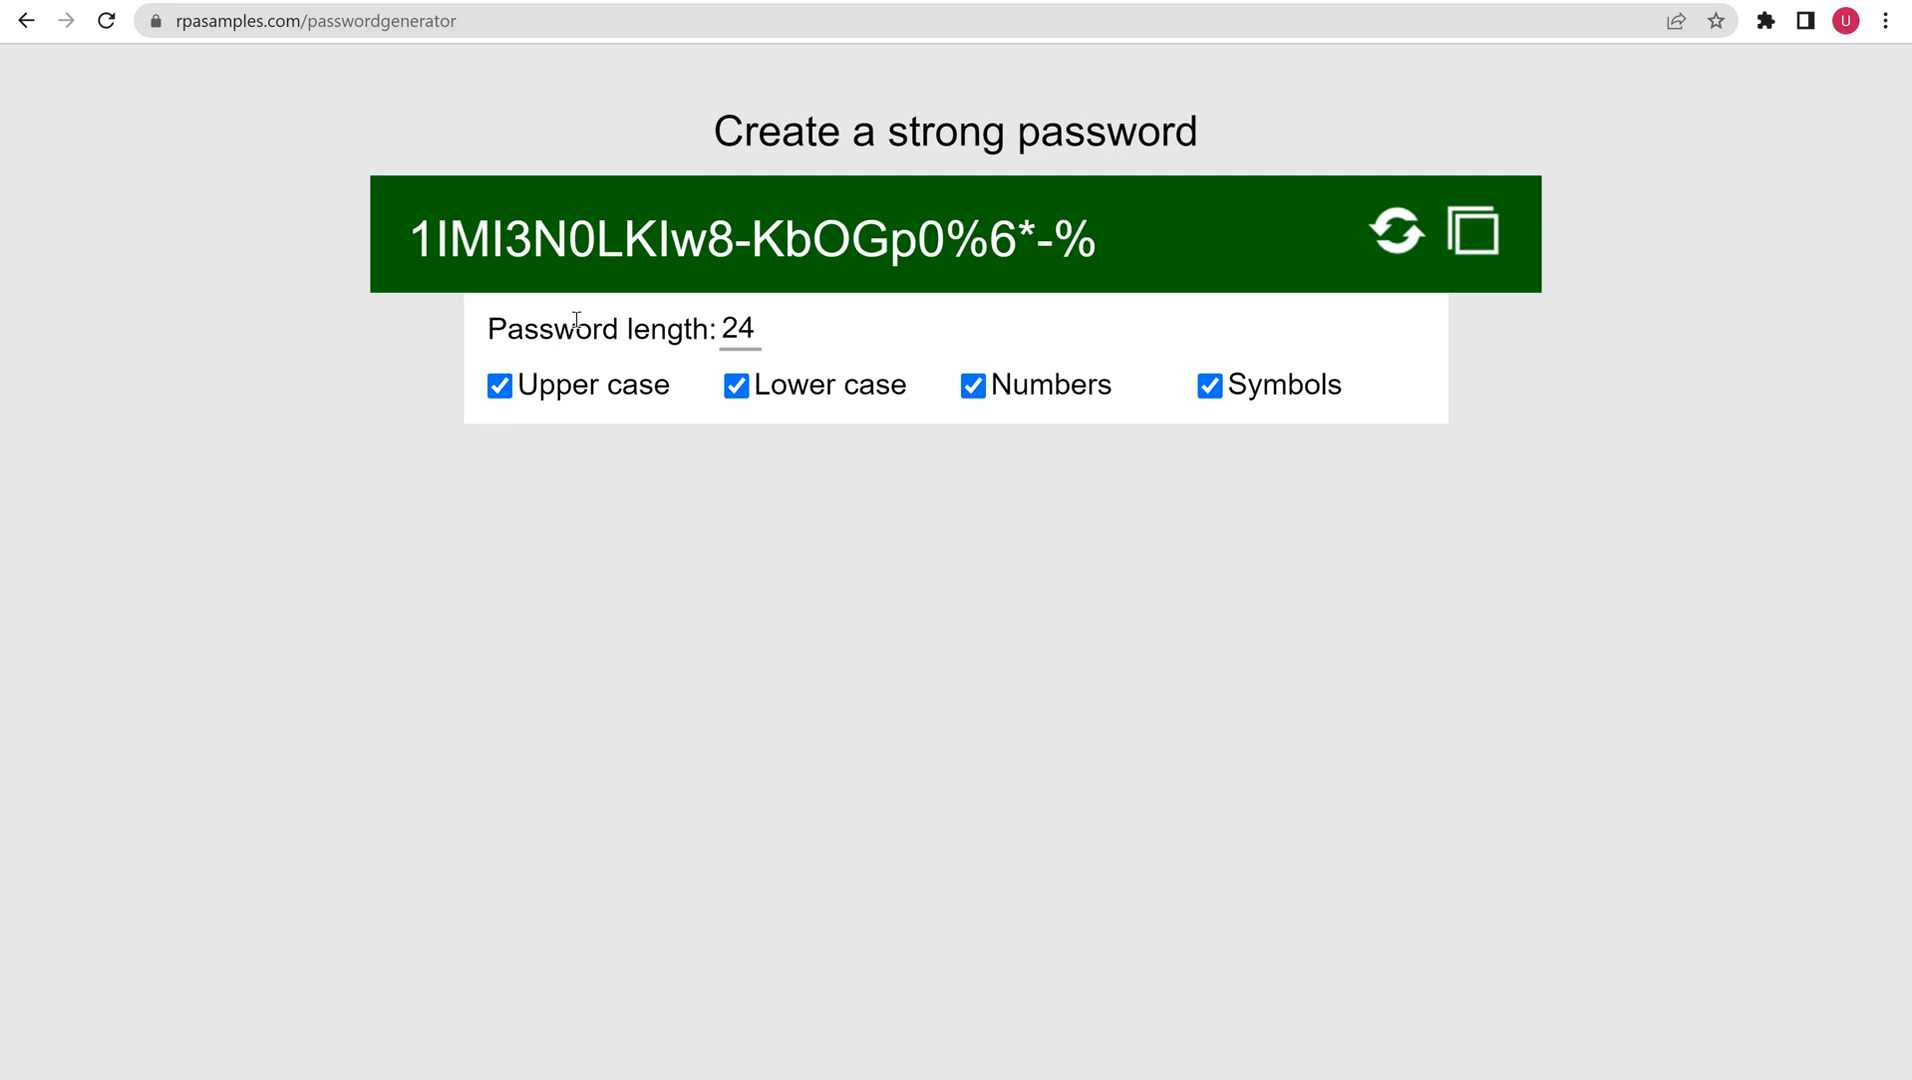 rpasamples.com/passwordgenerator
U
Create a strong password
1IMI3N0LKIw8-KbOGp0%6*-%
Password length: 24
Upper case Lower case Numbers Symbols